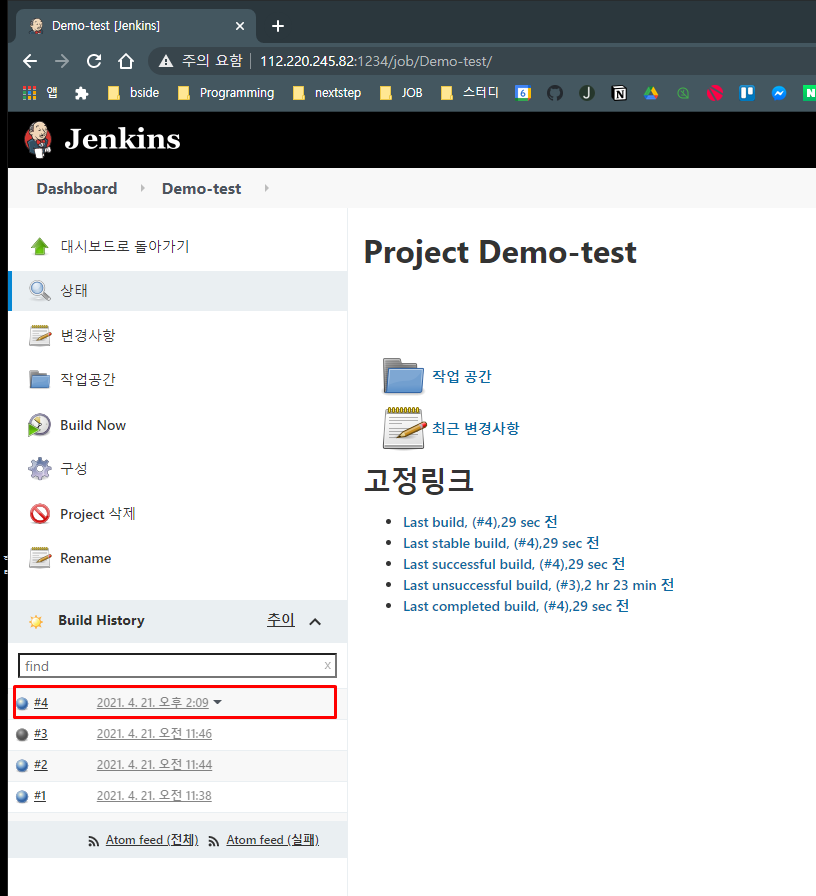 Demo-test [Jenkins]
주의 요함 | 112.220.245.82:1234/job/Demo-test/
앱 bside Programming nextstep JOB 스터디
Jenkins
Dashboard Demo-test
대시보드로 돌아가기
상태
변경사항
작업공간
Build Now
구성
Project 삭제
Rename
Build History 추이
find x
#4 2021. 4. 21. 오후 2:09
#3 2021. 4. 21. 오전 11:46
#2 2021. 4. 21. 오전 11:44
#1 2021. 4. 21. 오전 11:38
Atom feed (전체) Atom feed (실패)
Project Demo-test
작업 공간
최근 변경사항
고정링크
Last build, (#4),29 sec 전
Last stable build, (#4),29 sec 전
Last successful build, (#4),29 sec 전
Last unsuccessful build, (#3),2 hr 23 min 전
Last completed build, (#4),29 sec 전